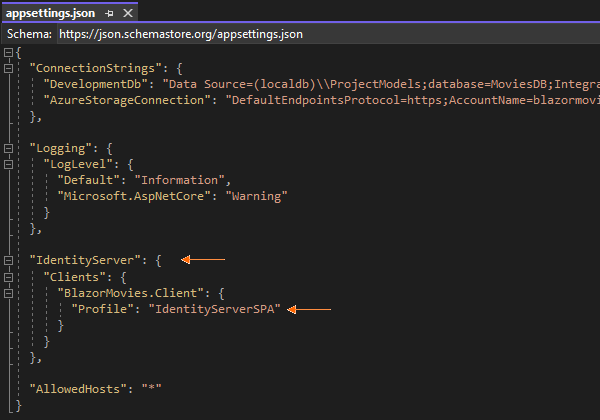 appsettings.json
Schema: https://json.schemastore.org/appsettings.json
{
"ConnectionStrings": {
"DevelopmentDb": "Data Source=(localdb)\\ProjectModels;database=MoviesDB;Integra
"AzureStorageConnection": "DefaultEndpointsProtocol=https;AccountName=blazormovi
},
"Logging": {
"LogLevel": {
"Default": "Information",
"Microsoft.AspNetCore": "Warning"
}
},
"IdentityServer": {
"Clients": {
"BlazorMovies.Client": {
"Profile": "IdentityServerSPA"
}
}
},
"AllowedHosts": "*"
}